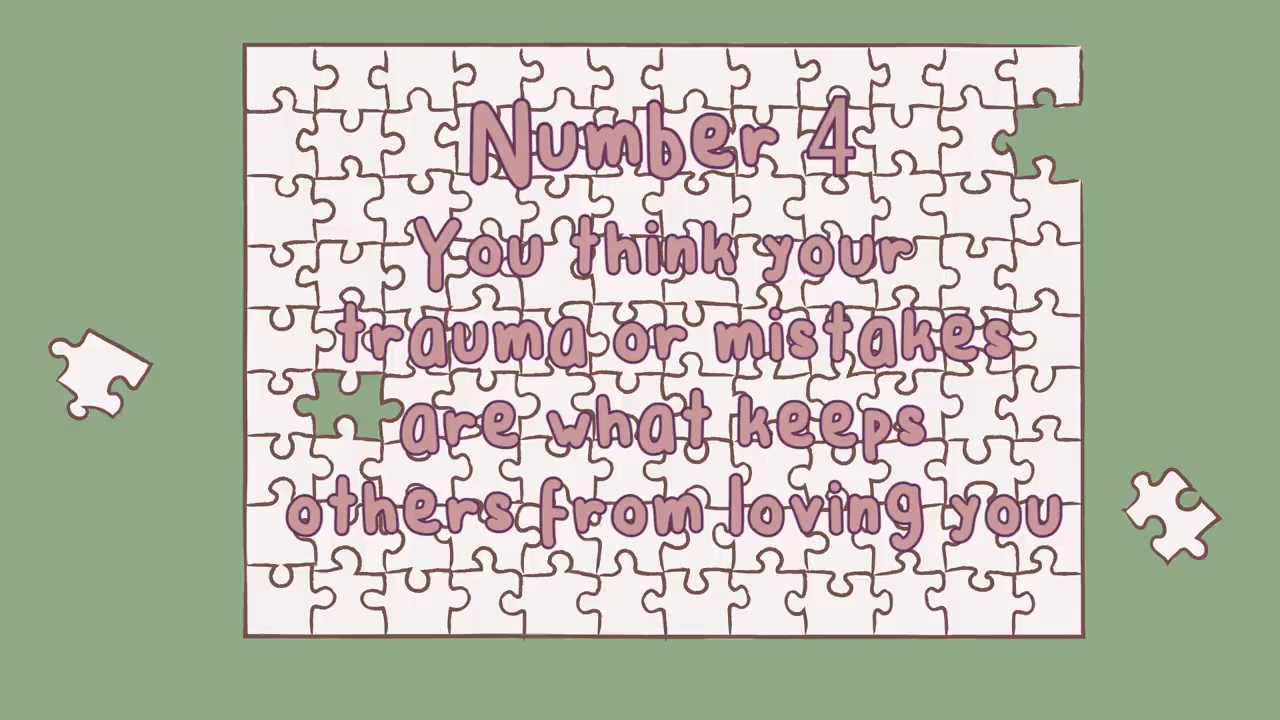 Number 4
You think your
trauma or mistakes
are what keeps
others from loving you